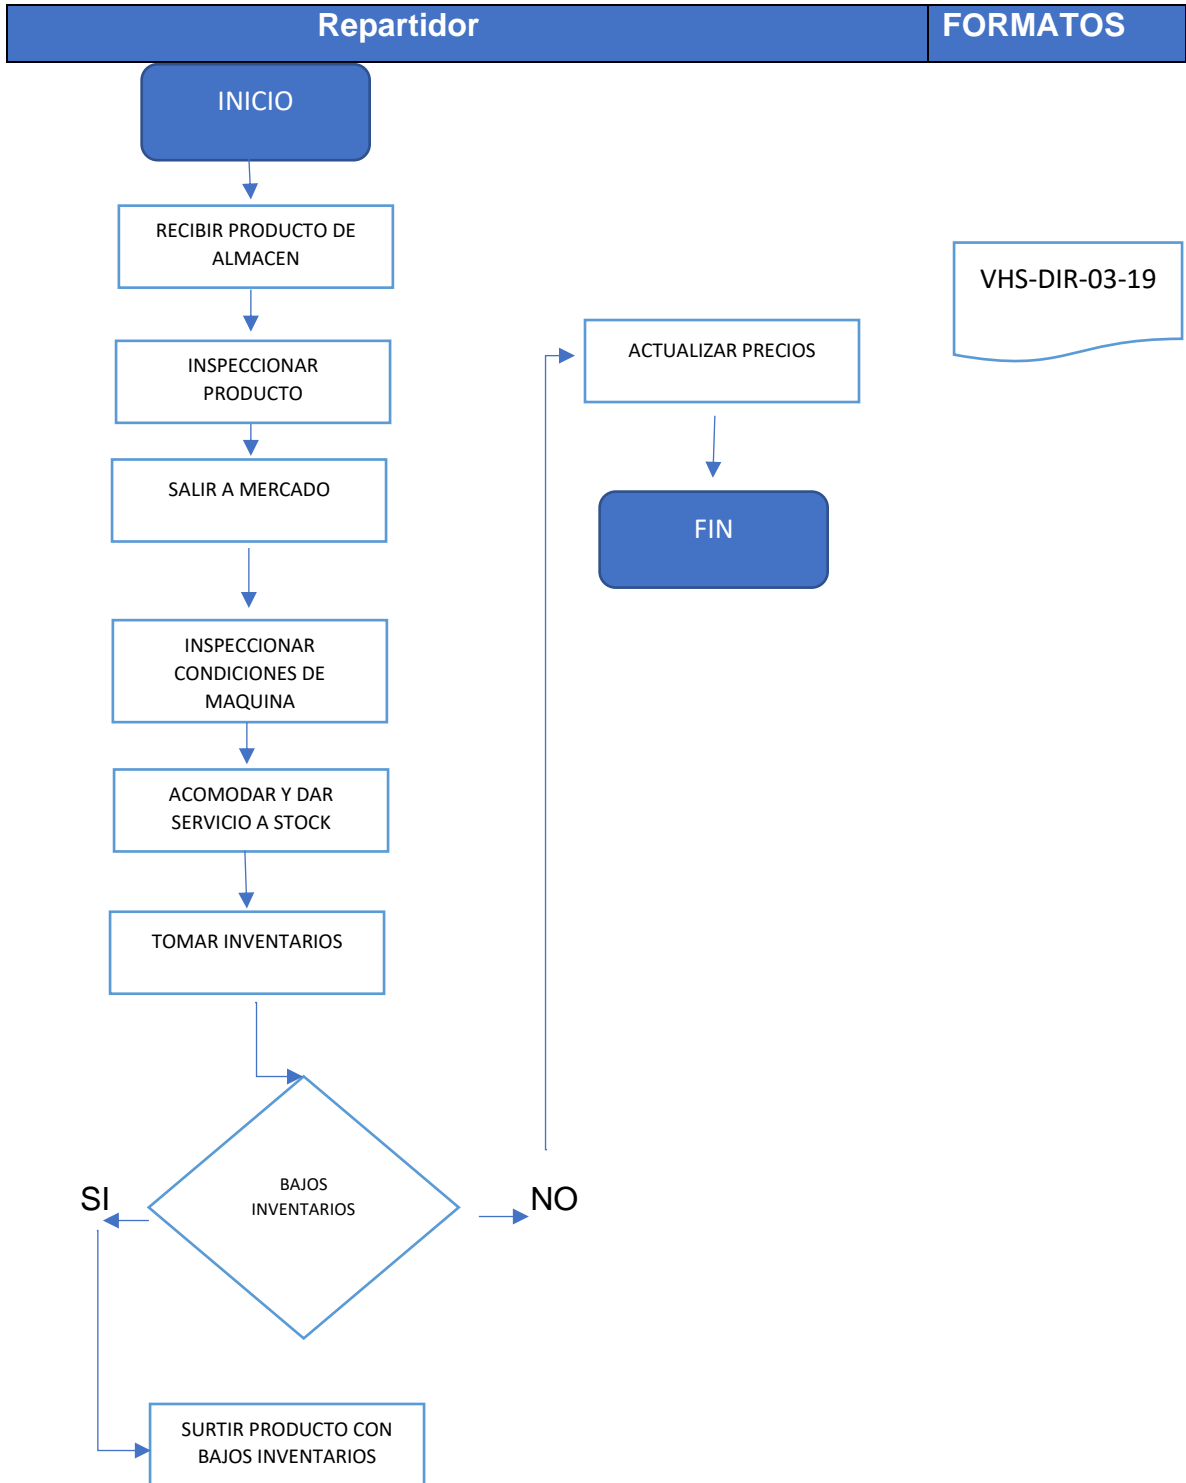 Repartidor
FORMATOS
INICIO
RECIBIR PRODUCTO DE
ALMACEN
INSPECCIONAR
PRODUCTO
SALIR A MERCADO
INSPECCIONAR
CONDICIONES DE
MAQUINA
ACOMODAR Y DAR
SERVICIO A STOCK
TOMAR INVENTARIOS
BAJOS
INVENTARIOS
SI
NO
SURTIR PRODUCTO CON
BAJOS INVENTARIOS
ACTUALIZAR PRECIOS
FIN
VHS-DIR-03-19